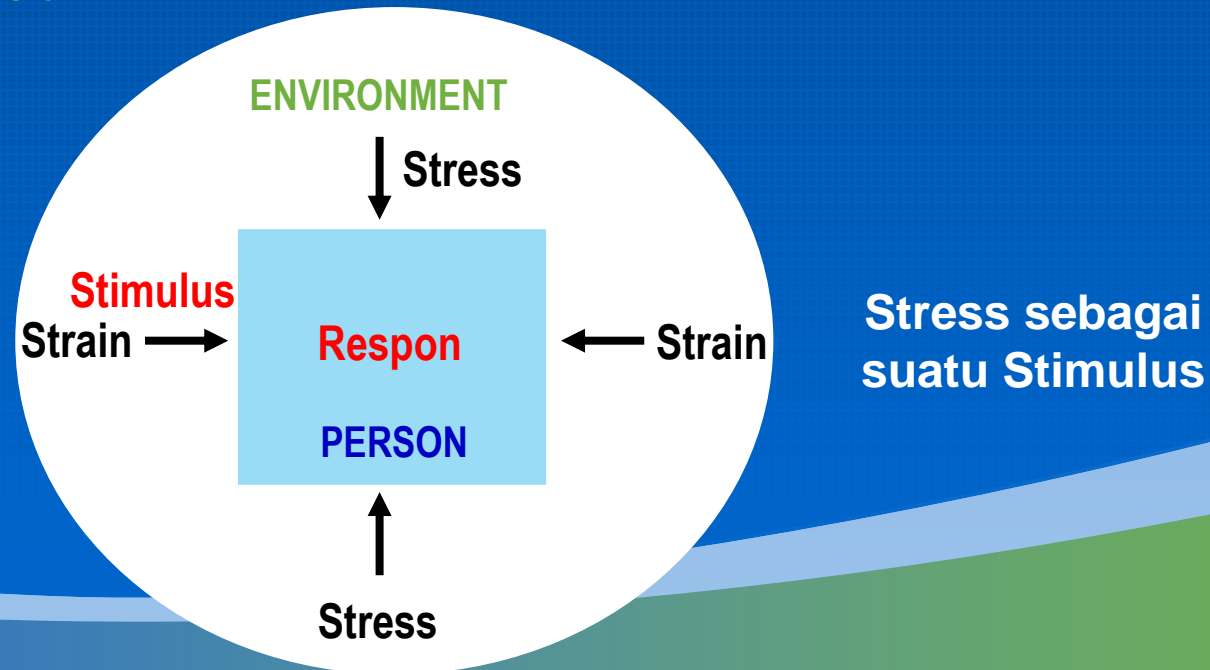 ENVIRONMENT
Stress
Stimulus
Strain
Respon
Strain
PERSON
Stress
Stress sebagai
suatu Stimulus